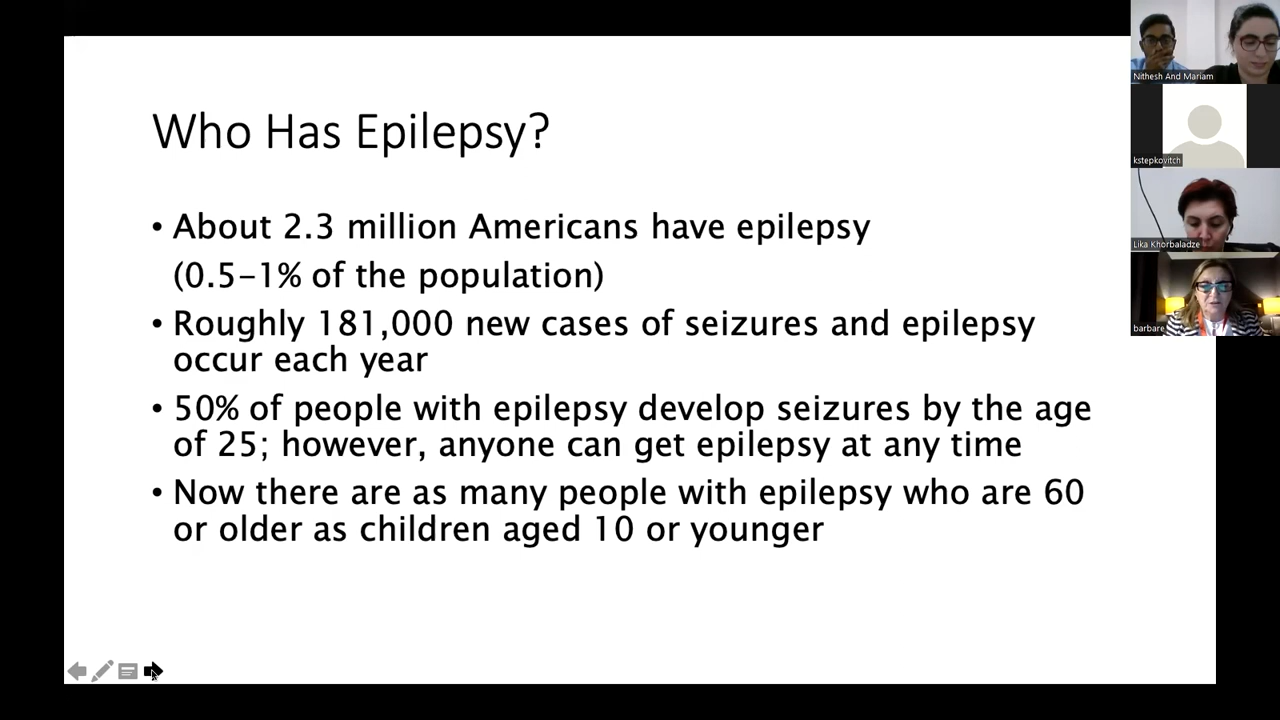 Who Has Epilepsy?
• About 2.3 million Americans have epilepsy
(0.5–1% of the population)
• Roughly 181,000 new cases of seizures and epilepsy
occur each year
• 50% of people with epilepsy develop seizures by the age
of 25; however, anyone can get epilepsy at any time
• Now there are as many people with epilepsy who are 60
or older as children aged 10 or younger
Nithesh And Mariam
kstepkovitch
Lika Khorbaladze
barbare